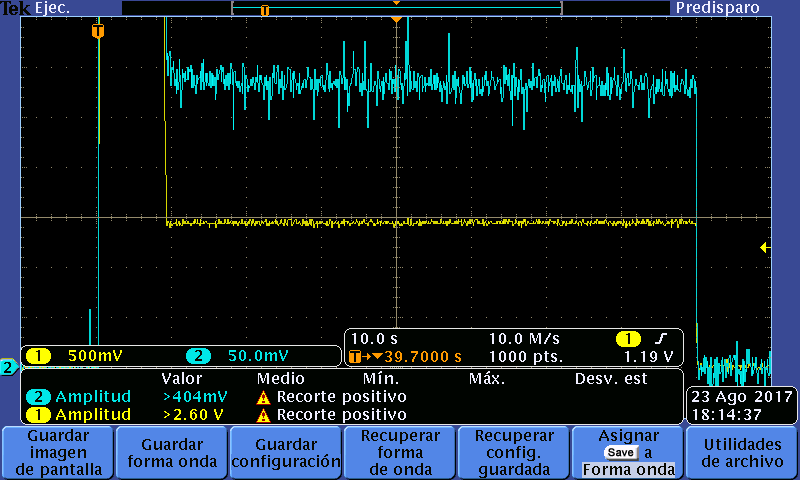 Tek Ejec. Predisparo
T
T
1 500mV 2 50.0mV
10.0 s 10.0 M/s 1
T→▼39.7000 s 1000 pts. 1.19 V
2
Valor Medio Mín. Máx. Desv. est
2 Amplitud >404mV Recorte positivo
1 Amplitud >2.60 V Recorte positivo
23 Ago 2017
18:14:37
Guardar imagen de pantalla
Guardar forma onda
Guardar configuración
Recuperar forma de onda
Recuperar config. guardada
Asignar Save a Forma onda
Utilidades de archivo